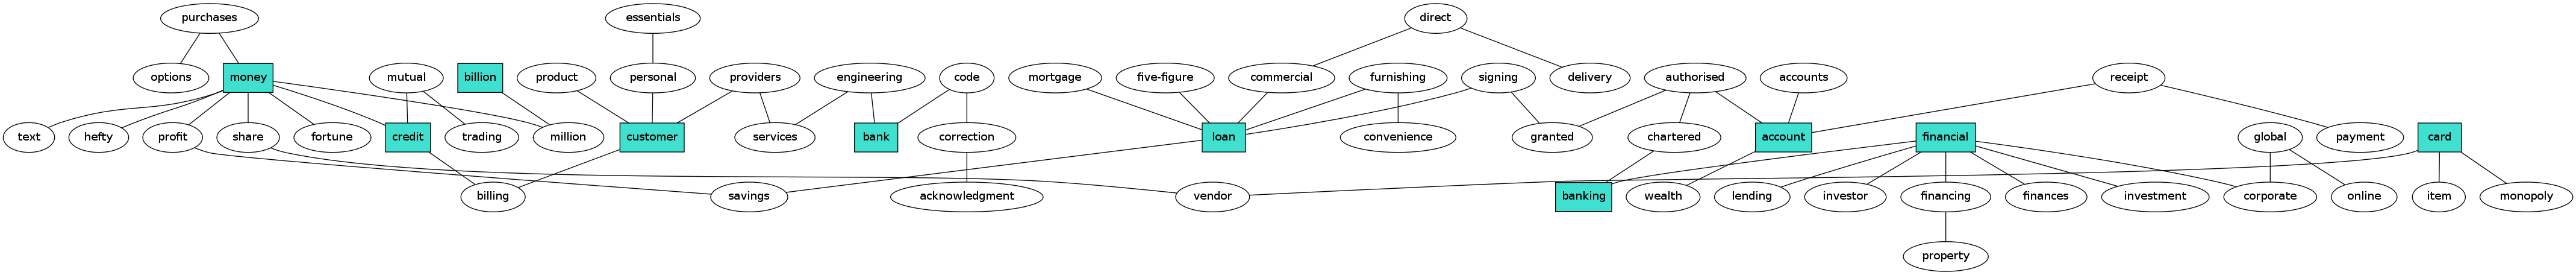 purchases
essentials
direct
options
money
mutual
billion
product
personal
providers
engineering
code
mortgage
five-figure
commercial
furnishing
signing
delivery
authorised
accounts
receipt
text
hefty
profit
share
fortune
credit
trading
million
customer
services
bank
correction
loan
convenience
granted
chartered
account
financial
global
payment
card
billing
savings
acknowledgment
vendor
banking
wealth
lending
investor
financing
finances
investment
corporate
online
item
monopoly
property